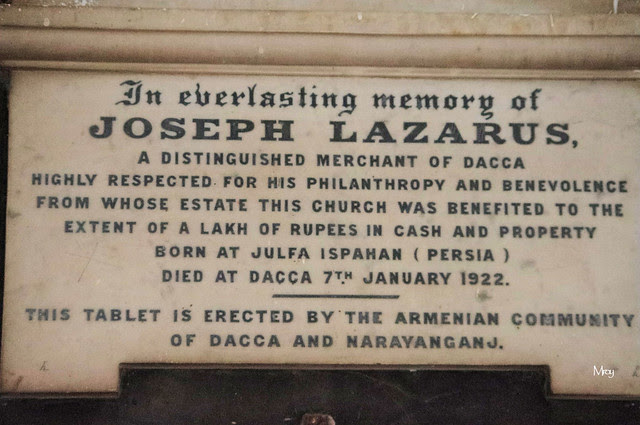 In everlasting memory of
JOSEPH LAZARUS,
A DISTINGUISHED MERCHANT OF DACCA
HIGHLY RESPECTED FOR HIS PHILANTHROPY AND BENEVOLENCE
FROM WHOSE ESTATE THIS CHURCH WAS BENEFITED TO THE
EXTENT OF A LAKH OF RUPEES IN CASH AND PROPERTY
BORN AT JULFA ISPAHAN ( PERSIA )
DIED AT DACCA 7TH JANUARY 1922.
THIS TABLET IS ERECTED BY THE ARMENIAN COMMUNITY
OF DACCA AND NARAYANGANJ.